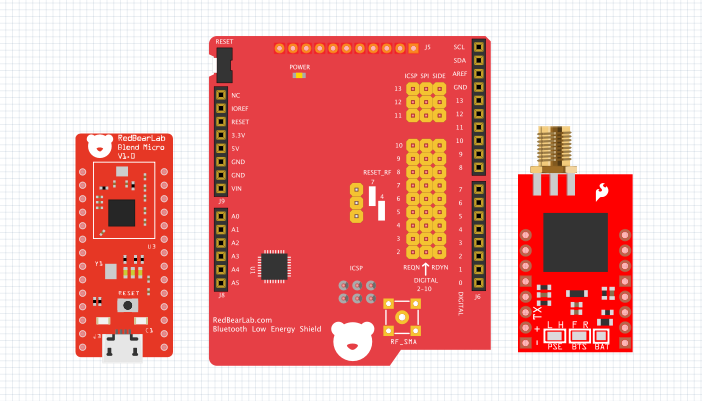 RedBearLab
Blend Micro
V1.0
U3
Y1
RESET
C1
RESET
POWER
J5
NC
IOREF
RESET
3.3V
5V
GND
GND
VIN
J9
A0
A1
A2
A3
A4
A5
J8
U1
ICSP SPI SIDE
13
12
11
10
9
8
7
6
5
4
3
2
RESET_RF
7
4
ICSP
REQN RDYN
DIGITAL
2-10
SCL
SDA
AREF
GND
13
12
11
10
9
8
7
6
5
4
3
2
1
0
J6
DIGITAL
RedBearLab.com
Bluetooth Low Energy Shield
RF_SMA
TX
+
-
L H F R
PSE BTS BAT